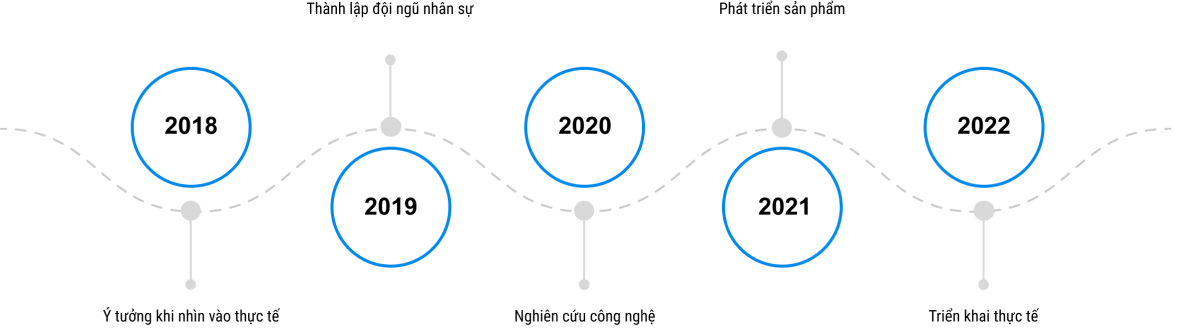 Thành lập đội ngũ nhân sự
Phát triển sản phẩm
2018
2020
2022
2019
2021
Ý tưởng khi nhìn vào thực tế
Nghiên cứu công nghệ
Triển khai thực tế